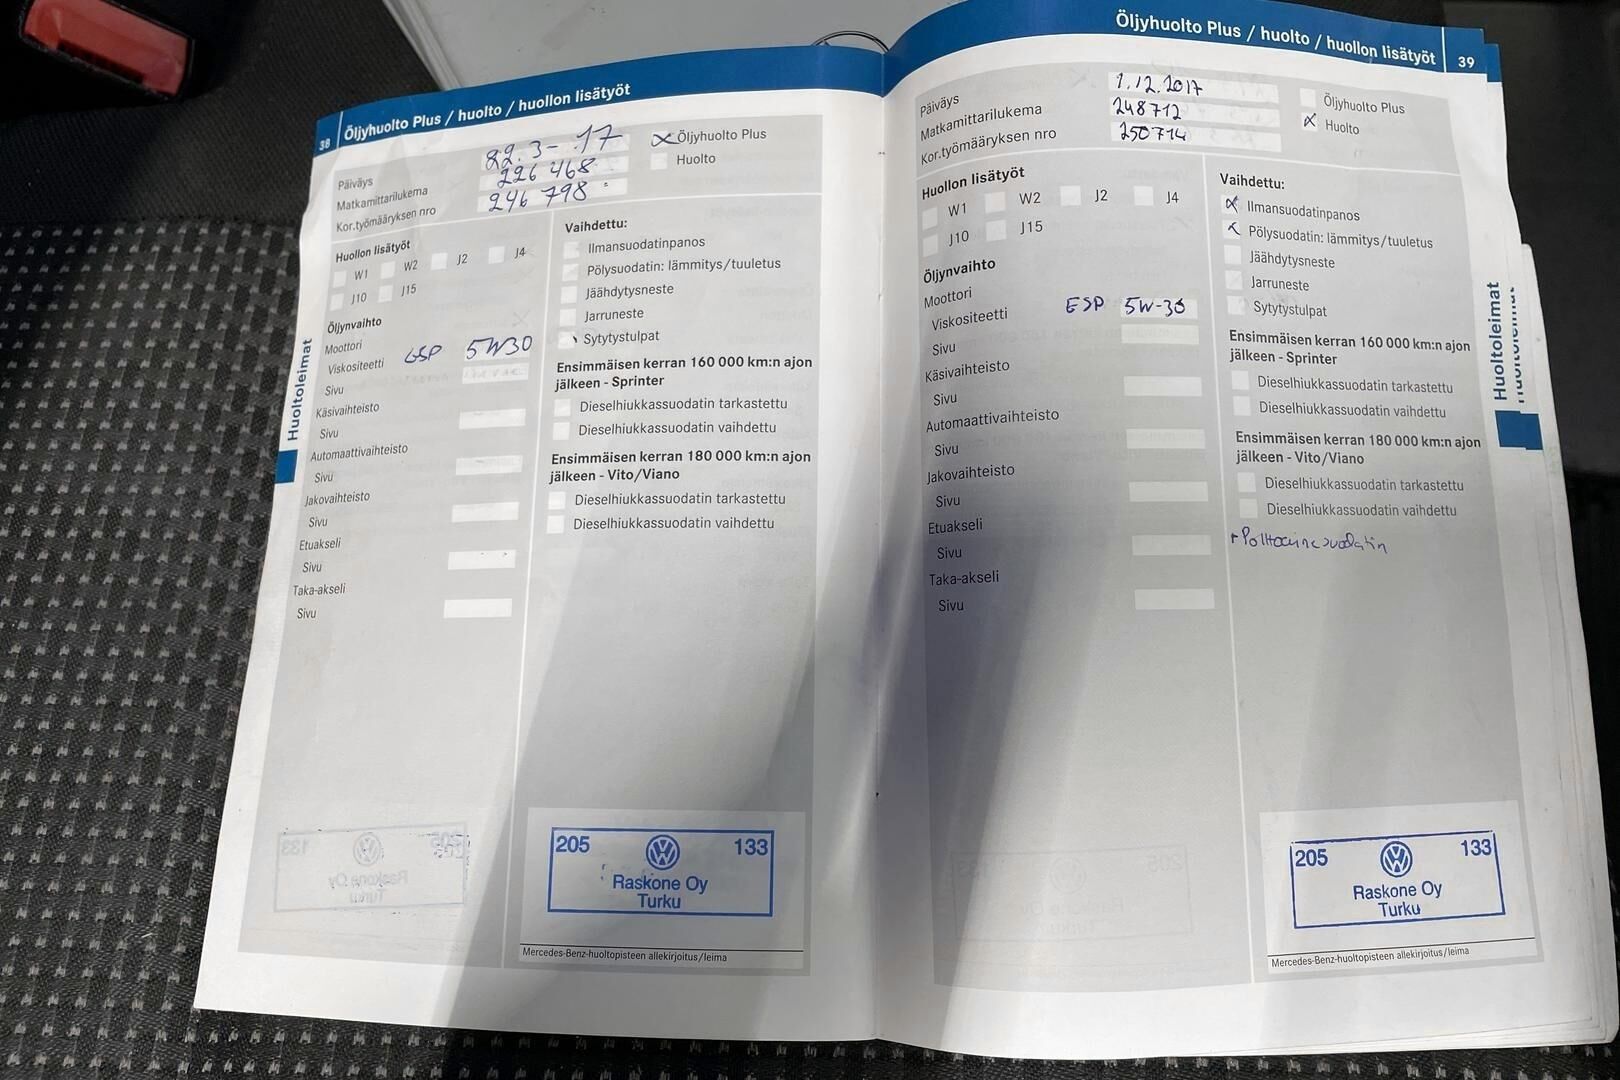 38 Öljyhuolto Plus / huolto / huollon lisätyöt
Päiväys 22.3-17
Matkamittarilukema 226 468
Kor.työmääryksen nro 246 798
Öljyhuolto Plus
Huolto
Huollon lisätyöt
W1 W2 J2 J4
J10 J15
Öljynvaihto
Moottori
Viskositeetti ESP 5W30
Sivu
Käsivaihteisto
Sivu
Automaattivaihteisto
Sivu
Jakovaihteisto
Sivu
Etuakseli
Sivu
Taka-akseli
Sivu
Vaihdettu:
Ilmansuodatinpanos
Pölysuodatin: lämmitys/tuuletus
Jäähdytysneste
Jarruneste
Sytytystulpat
Ensimmäisen kerran 160 000 km:n ajon
jälkeen - Sprinter
Dieselhiukkassuodatin tarkastettu
Dieselhiukkassuodatin vaihdettu
Ensimmäisen kerran 180 000 km:n ajon
jälkeen - Vito/Viano
Dieselhiukkassuodatin tarkastettu
Dieselhiukkassuodatin vaihdettu
Huoltoleimat
205 133
Raskone Oy
Turku
Mercedes-Benz-huoltopisteen allekirjoitus/leima
Öljyhuolto Plus / huolto / huollon lisätyöt 39
Päiväys 1.12.2017
Matkamittarilukema 248712
Kor.työmääryksen nro 250714
Öljyhuolto Plus
Huolto
Huollon lisätyöt
W1 W2 J2 J4
J10 J15
Öljynvaihto
Moottori
Viskositeetti ESP 5W-30
Sivu
Käsivaihteisto
Sivu
Automaattivaihteisto
Sivu
Jakovaihteisto
Sivu
Etuakseli
Sivu
Taka-akseli
Sivu
Vaihdettu:
Ilmansuodatinpanos
Pölysuodatin: lämmitys/tuuletus
Jäähdytysneste
Jarruneste
Sytytystulpat
Ensimmäisen kerran 160 000 km:n ajon
jälkeen - Sprinter
Dieselhiukkassuodatin tarkastettu
Dieselhiukkassuodatin vaihdettu
Ensimmäisen kerran 180 000 km:n ajon
jälkeen - Vito/Viano
Dieselhiukkassuodatin tarkastettu
Dieselhiukkassuodatin vaihdettu
+Polttoainesuodatin
Huoltoleimat
205 133
Raskone Oy
Turku
Mercedes-Benz-huoltopisteen allekirjoitus/leima